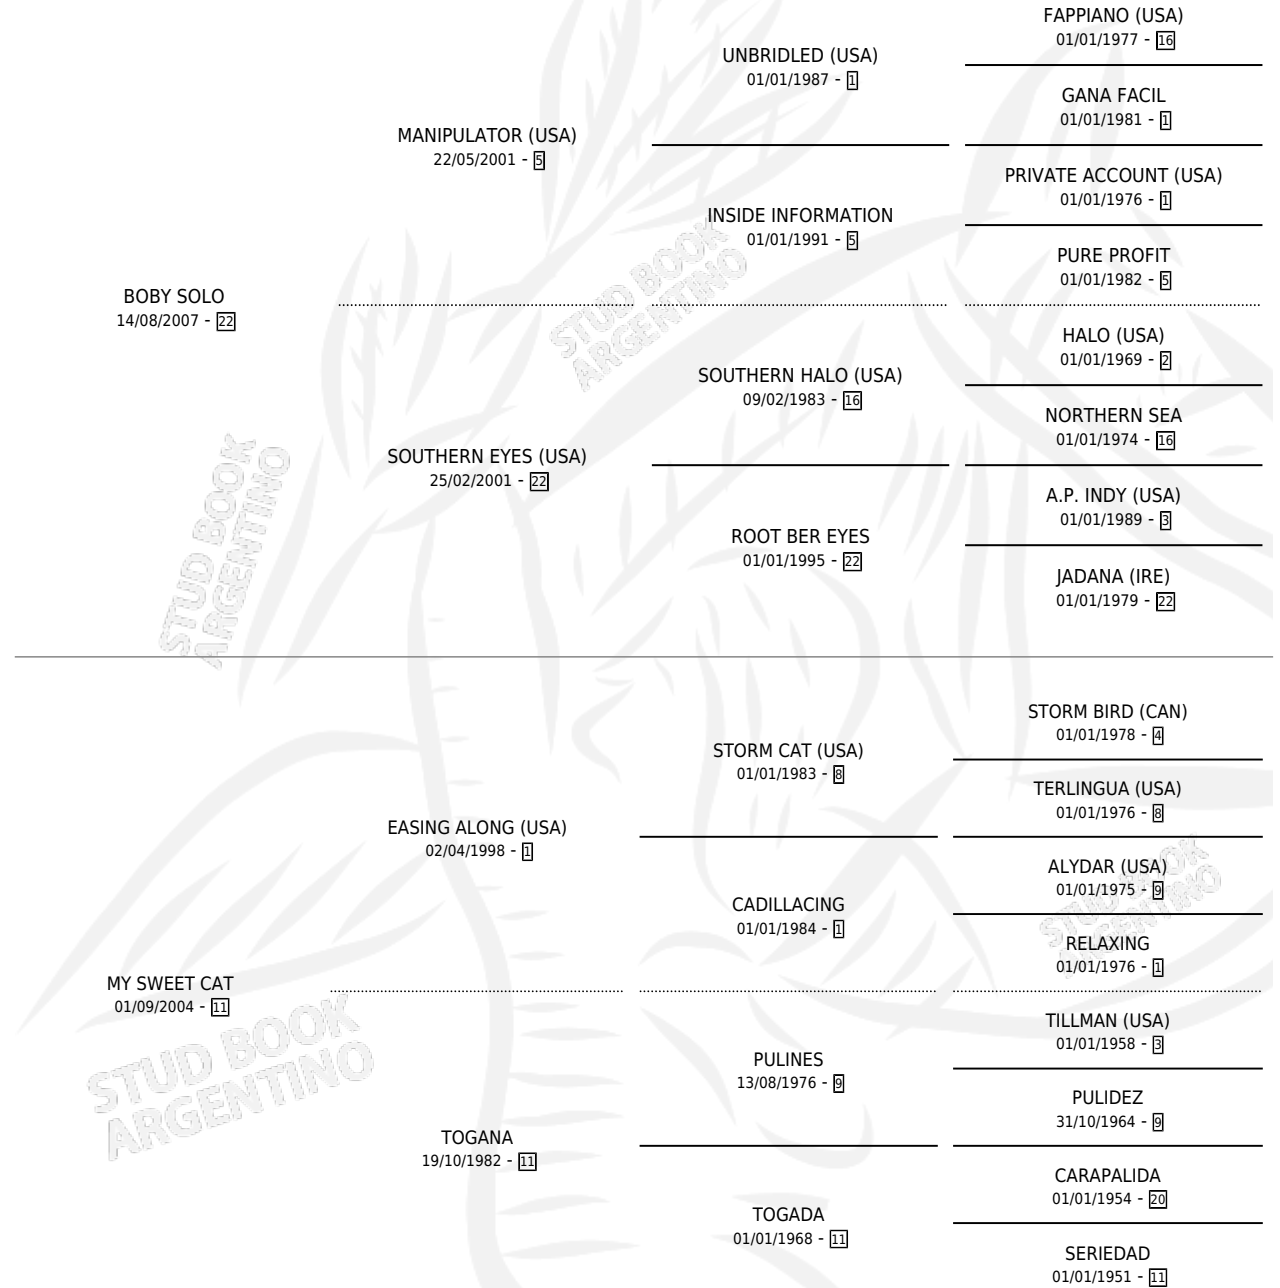 FAPPIANO (USA)
01/01/1977 - 16
UNBRIDLED (USA)
01/01/1987 - 1
GANA FACIL
01/01/1981 - 1
MANIPULATOR (USA)
22/05/2001 - 5
PRIVATE ACCOUNT (USA)
01/01/1976 - 1
INSIDE INFORMATION
01/01/1991 - 5
PURE PROFIT
01/01/1982 - 5
BOBY SOLO
14/08/2007 - 22
STUD BOOK
ARGENTINO
HALO (USA)
01/01/1969 - 2
SOUTHERN HALO (USA)
09/02/1983 - 16
NORTHERN SEA
01/01/1974 - 16
SOUTHERN EYES (USA)
25/02/2001 - 22
A.P. INDY (USA)
01/01/1989 - 3
ROOT BER EYES
01/01/1995 - 22
JADANA (IRE)
01/01/1979 - 22
STUD BOOK
ARGENTINO
STORM BIRD (CAN)
01/01/1978 - 4
STORM CAT (USA)
01/01/1983 - 8
TERLINGUA (USA)
01/01/1976 - 8
EASING ALONG (USA)
02/04/1998 - 1
ALYDAR (USA)
01/01/1975 - 9
CADILLACING
01/01/1984 - 1
RELAXING
01/01/1976 - 1
STUD BOOK
ARGENTINO
MY SWEET CAT
01/09/2004 - 11
TILLMAN (USA)
01/01/1958 - 3
PULINES
13/08/1976 - 9
PULIDEZ
31/10/1964 - 9
STUD BOOK
ARGENTINO
TOGANA
19/10/1982 - 11
CARAPALIDA
01/01/1954 - 20
TOGADA
01/01/1968 - 11
SERIEDAD
01/01/1951 - 11